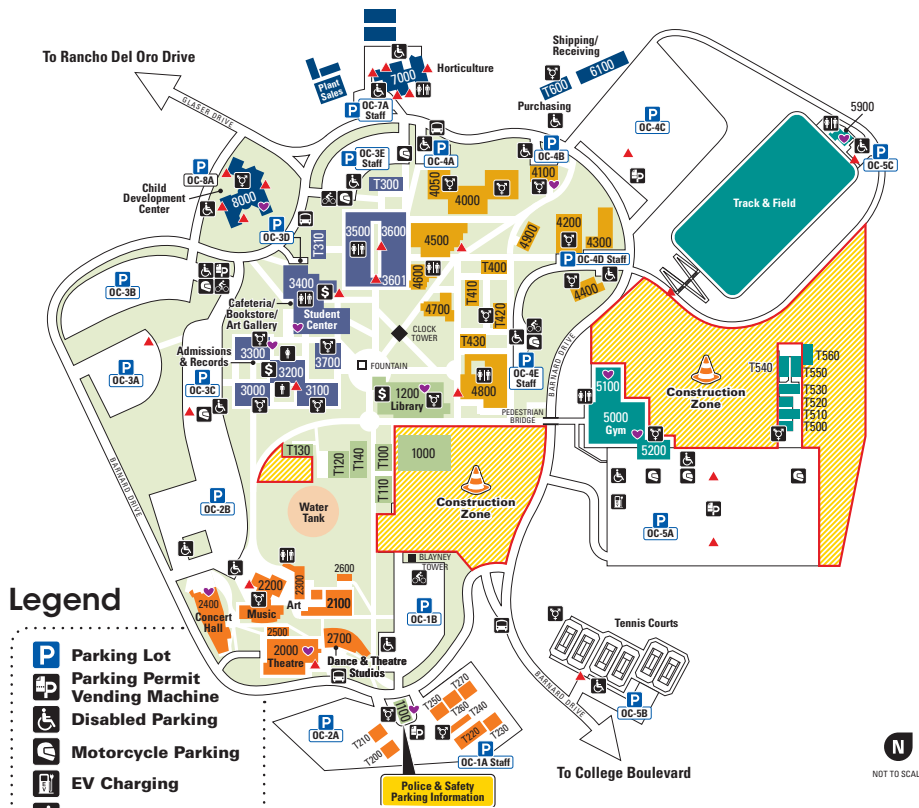 To Rancho Del Oro Drive
GLASER DRIVE
Plant
Sales
7000
Horticulture
P
OC-7A
Staff
Shipping/
Receiving
T600
6100
Purchasing
P
OC-4C
5900
P
OC-5C
Track & Field
P
OC-8A
8000
Child
Development
Center
P
OC-3E
Staff
P
OC-4A
P
OC-4B
T300
4050
4000
4100
P
OC-3D
T310
3500
3600
3601
4500
4600
4900
4200
4300
P
OC-4D Staff
4400
P
OC-3B
3400
Cafeteria/
Bookstore/
Art Gallery
$
Student
Center
T400
T410
T420
4700
T430
CLOCK
TOWER
P
OC-3A
Admissions
& Records
3300
3700
$
3200
3000
3100
P
OC-3C
FOUNTAIN
$
1200
Library
4800
P
OC-4E
Staff
BARNARD DRIVE
PEDESTRIAN
BRIDGE
5100
5000
Gym
5200
Construction
Zone
T540
T560
T550
T530
T520
T510
T500
BARNARD DRIVE
P
OC-2B
T130
T120
T140
T100
T110
1000
Construction
Zone
Water
Tank
P
OC-5A
BLAYNEY
TOWER
2400
Concert
Hall
2200
Music
2300
Art
2600
2100
2500
2000
Theatre
2700
Dance & Theatre
Studios
P
OC-1B
Tennis Courts
P
OC-5B
BARNARD DRIVE
To College Boulevard
P
OC-2A
T210
T200
1100
T250
T270
T260
T240
T220
T230
P
OC-1A Staff
Police & Safety
Parking Information
N
NOT TO SCAL
Legend
P Parking Lot
Parking Permit
Vending Machine
Disabled Parking
Motorcycle Parking
EV Charging